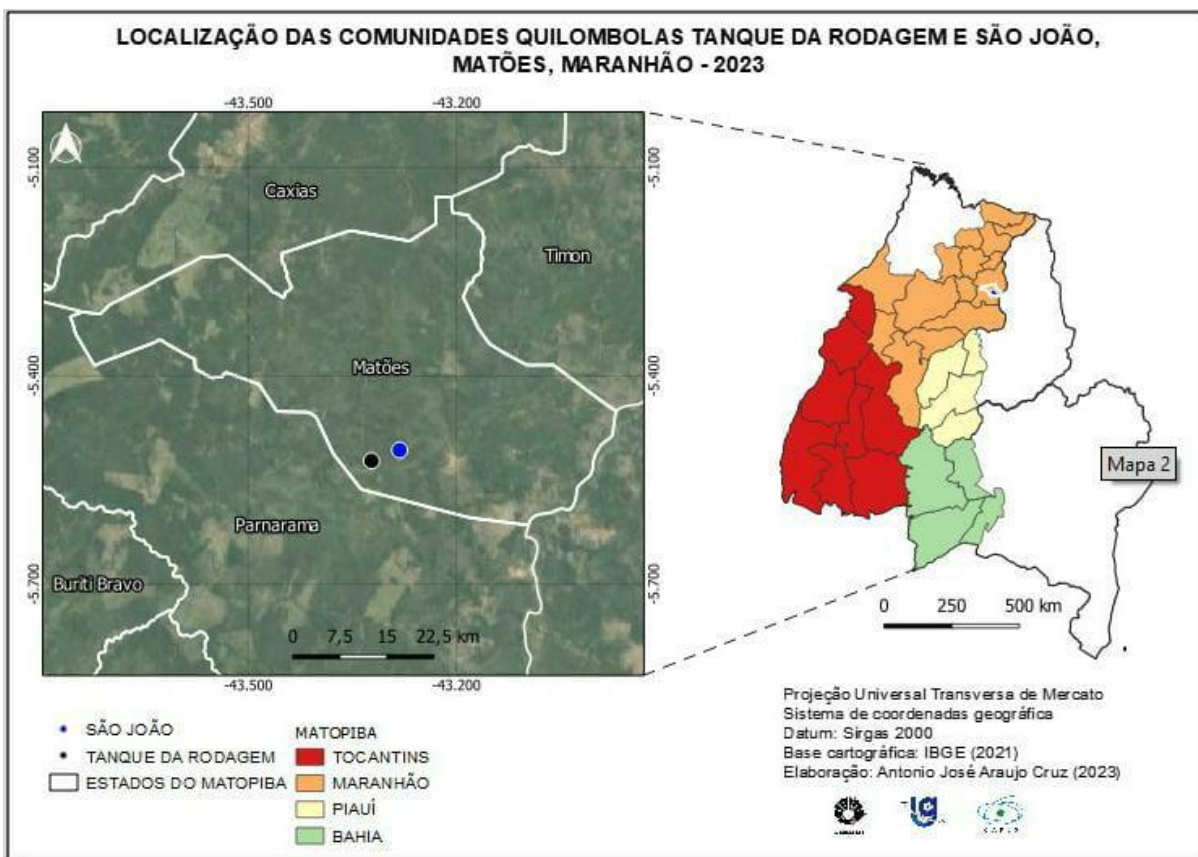 LOCALIZAÇÃO DAS COMUNIDADES QUILOMBOLAS TANQUE DA RODAGEM E SÃO JOÃO,
MATÕES, MARANHÃO - 2023
-43.500 -43.200
-5.100 -5.100
Caxias
Timon
Matões
-5.400 -5.400
Parnarama
Buriti Bravo
-5.700 -5.700
0 7,5 15 22,5 km
-43.500 -43.200
Mapa 2
0 250 500 km
SÃO JOÃO
TANQUE DA RODAGEM
ESTADOS DO MATOPIBA
MATOPIBA
TOCANTINS
MARANHÃO
PIAUÍ
BAHIA
Projeção Universal Transversa de Mercato
Sistema de coordenadas geográfica
Datum: Sirgas 2000
Base cartográfica: IBGE (2021)
Elaboração: Antonio José Araujo Cruz (2023)